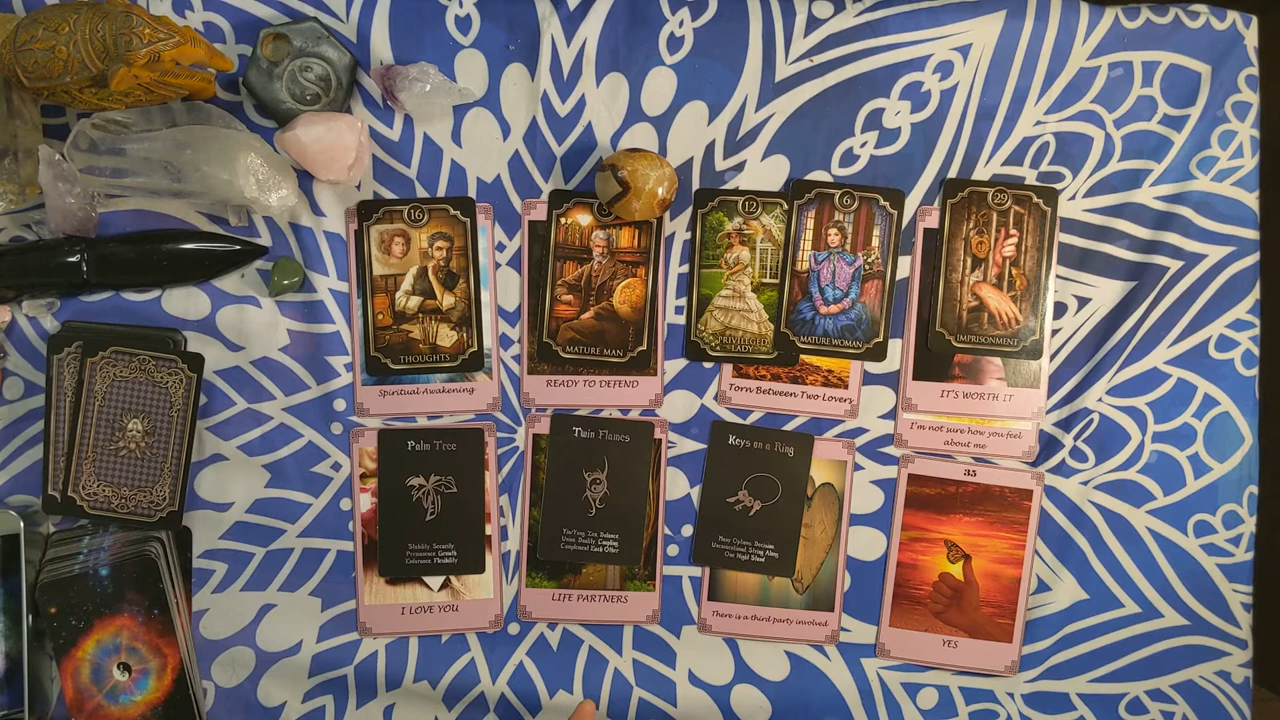 16
THOUGHTS
Spiritual Awakening
MATURE MAN
READY TO DEFEND
12
PRIVILEGED
LADY
6
MATURE WOMAN
Torn Between Two Lovers
29
IMPRISONMENT
IT'S WORTH IT
I'm not sure how you feel
about me
Palm Tree
Stability, Security
Permanence, Growth
Endurance, Flexibility
I LOVE YOU
Twin Flames
Yin/Yang, Zen, Balance,
Union, Duality, Coupling,
Complement Each Other
LIFE PARTNERS
Keys on a Ring
Many Options, Decision,
Unconventional, String Along,
One Night Stand
There is a third party involved
35
YES